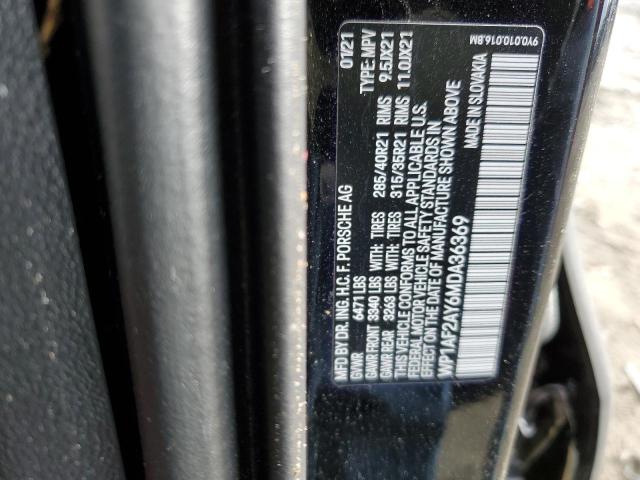 MFD. BY DR. ING. H.C. F. PORSCHE AG 01/21
GVWR 6471 LBS TYPE: MPV
GAWR FRONT 3340 LBS WITH: TIRES 285/40R21 RIMS 9.5JX21
GAWR REAR 3263 LBS WITH: TIRES 315/35R21 RIMS 11.0JX21
THIS VEHICLE CONFORMS TO ALL APPLICABLE U.S.
FEDERAL MOTOR VEHICLE SAFETY STANDARDS IN
EFFECT ON THE DATE OF MANUFACTURE SHOWN ABOVE
WP1AF2AY6MDA36369 MADE IN SLOVAKIA
9Y0.010.016.BM